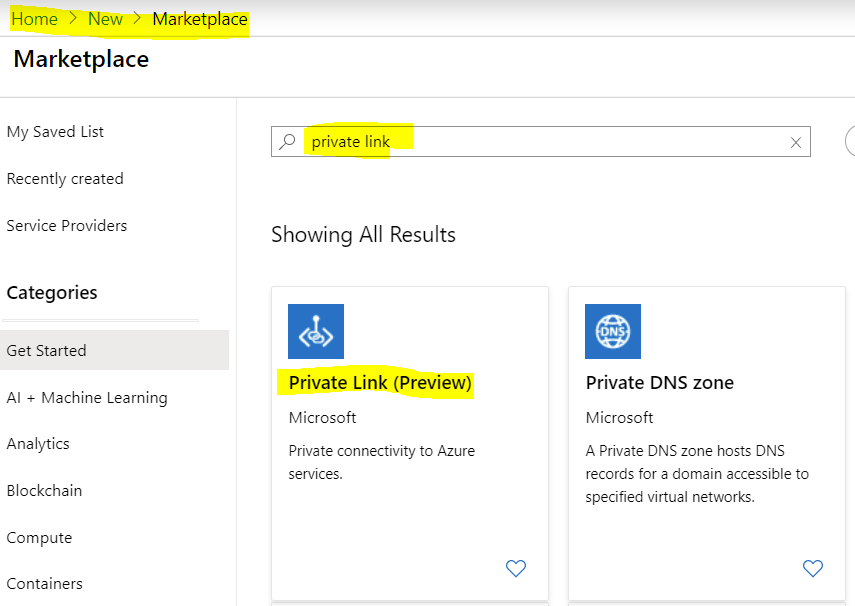 Home > New > Marketplace
Marketplace
My Saved List
Recently created
Service Providers
Categories
Get Started
AI + Machine Learning
Analytics
Blockchain
Compute
Containers
private link
Showing All Results
Private Link (Preview)
Microsoft
Private connectivity to Azure
services.
DNS
Private DNS zone
Microsoft
A Private DNS zone hosts DNS
records for a domain accessible to
specified virtual networks.